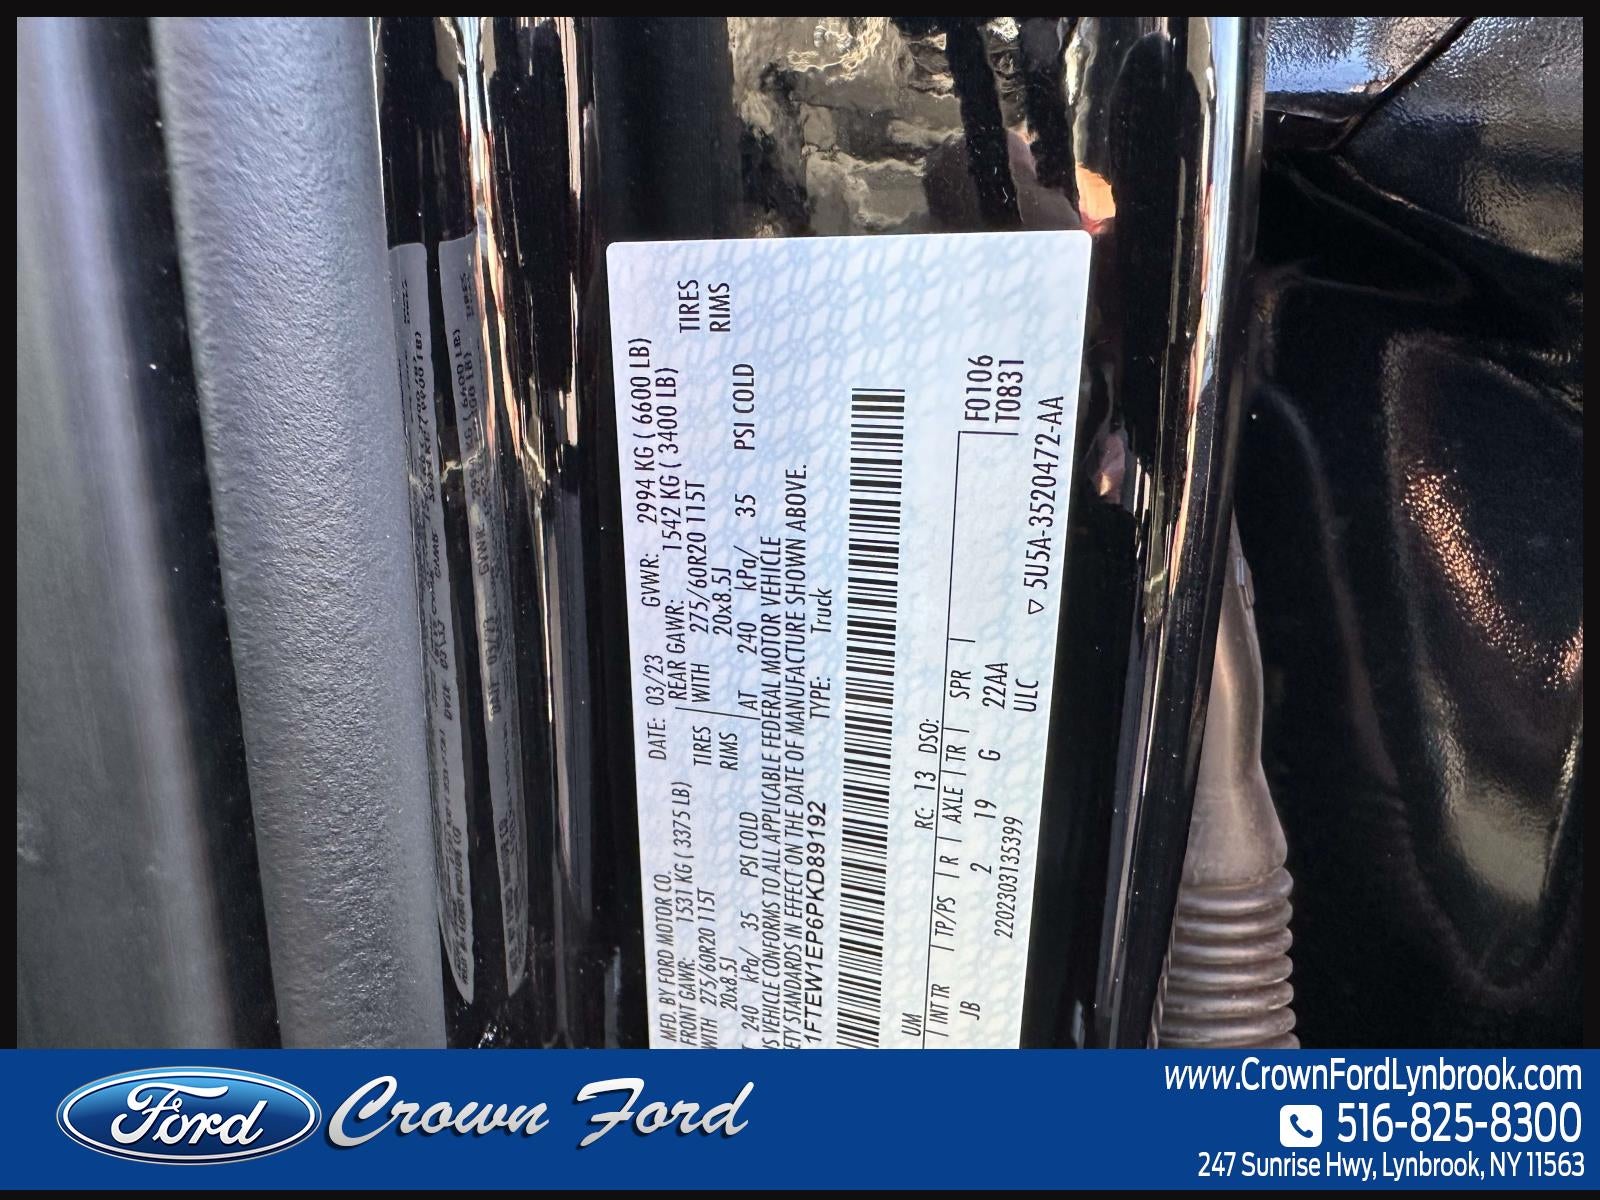 MFD. BY FORD MOTOR CO.
DATE: 03/23 GVWR: 2994 KG ( 6600 LB)
FRONT GAWR: 1531 KG ( 3375 LB) REAR GAWR: 1542 KG ( 3400 LB)
WITH 275/60R20 115T TIRES WITH 275/60R20 115T TIRES
20x8.5J RIMS 20x8.5J RIMS
240 kPa/ 35 PSI COLD AT 240 kPa/ 35 PSI COLD
VEHICLE CONFORMS TO ALL APPLICABLE FEDERAL MOTOR VEHICLE
STANDARDS IN EFFECT ON THE DATE OF MANUFACTURE SHOWN ABOVE.
1FTEW1EP6PKD89192 TYPE: Truck
F0106
T0831
UM RC: 13 DSO:
INT TR TP/PS R AXLE TR SPR
JB 2 19 G 22AA
2202303135399 ULC ▽ 5U5A-3520472-AA
Ford Crown Ford
www.CrownFordLynbrook.com
516-825-8300
247 Sunrise Hwy, Lynbrook, NY 11563